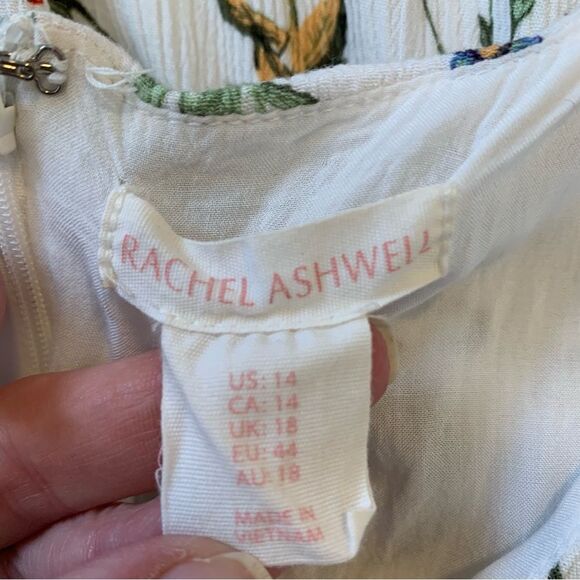 RACHEL ASHWELL
US: 14
CA: 14
UK: 18
EU: 44
AU: 18
MADE IN
VIETNAM